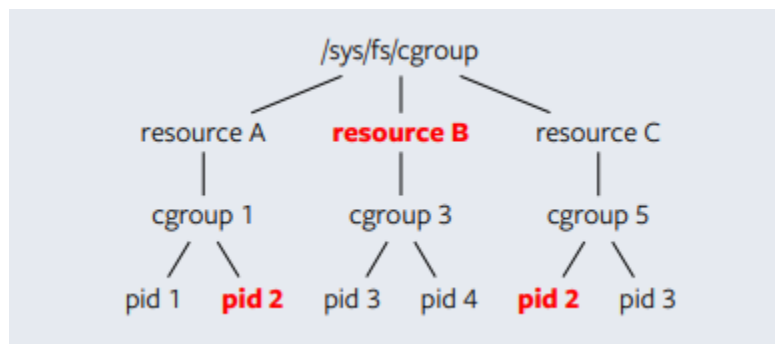 /sys/fs/cgroup
resource A resource B resource C
cgroup 1 cgroup 3 cgroup 5
pid 1 pid 2 pid 3 pid 4 pid 2 pid 3